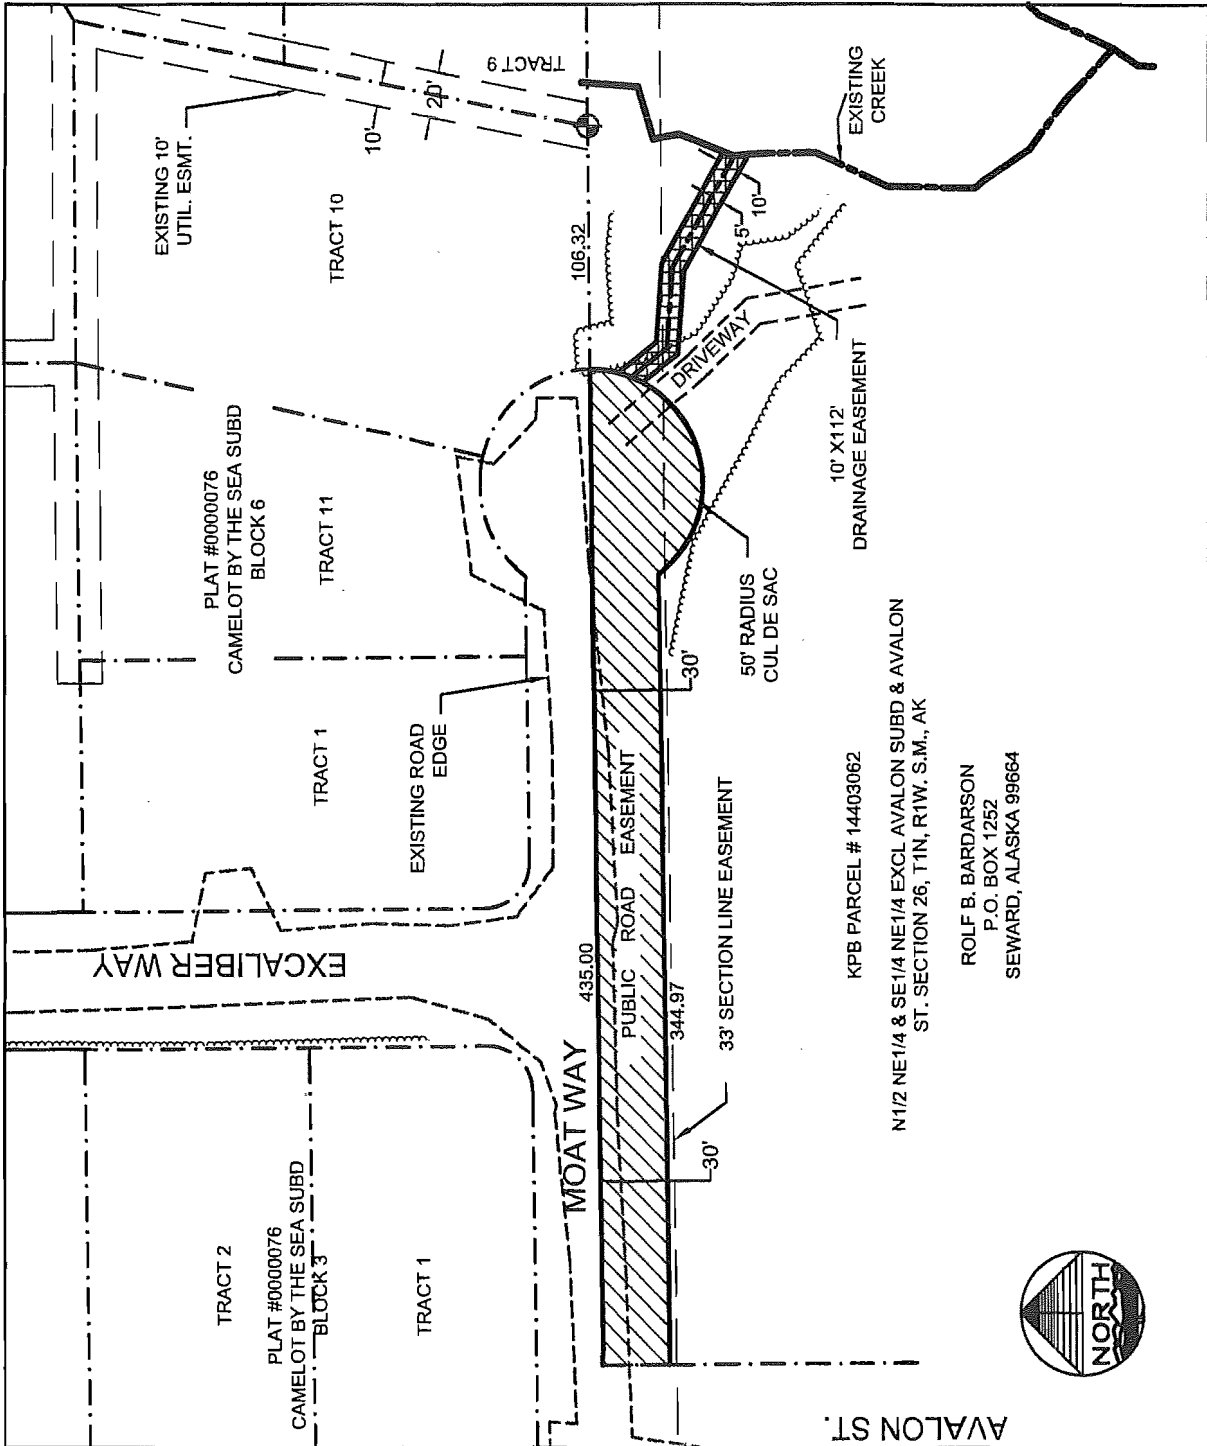 EXISTING 10'
UTIL. ESMT.
10'
20'
TRACT 9
TRACT 10
106.32
EXISTING
CREEK
PLAT #0000076
CAMELOT BY THE SEA SUBD
BLOCK 6
TRACT 11
TRACT 1
EXISTING ROAD
EDGE
EXCALIBER WAY
5'
10'
DRIVEWAY
10' X112'
DRAINAGE EASEMENT
50' RADIUS
CUL DE SAC
30'
435.00
PUBLIC ROAD EASEMENT
344.97
MOAT WAY
33' SECTION LINE EASEMENT
30'
TRACT 2
PLAT #0000076
CAMELOT BY THE SEA SUBD
BLOCK 3
TRACT 1
KPB PARCEL # 14403062
N1/2 NE1/4 & SE1/4 NE1/4 EXCL AVALON SUBD & AVALON
ST. SECTION 26, T1N, R1W, S.M., AK
ROLF B. BARDARSON
P.O. BOX 1252
SEWARD, ALASKA 99664
NORTH
AVALON ST.